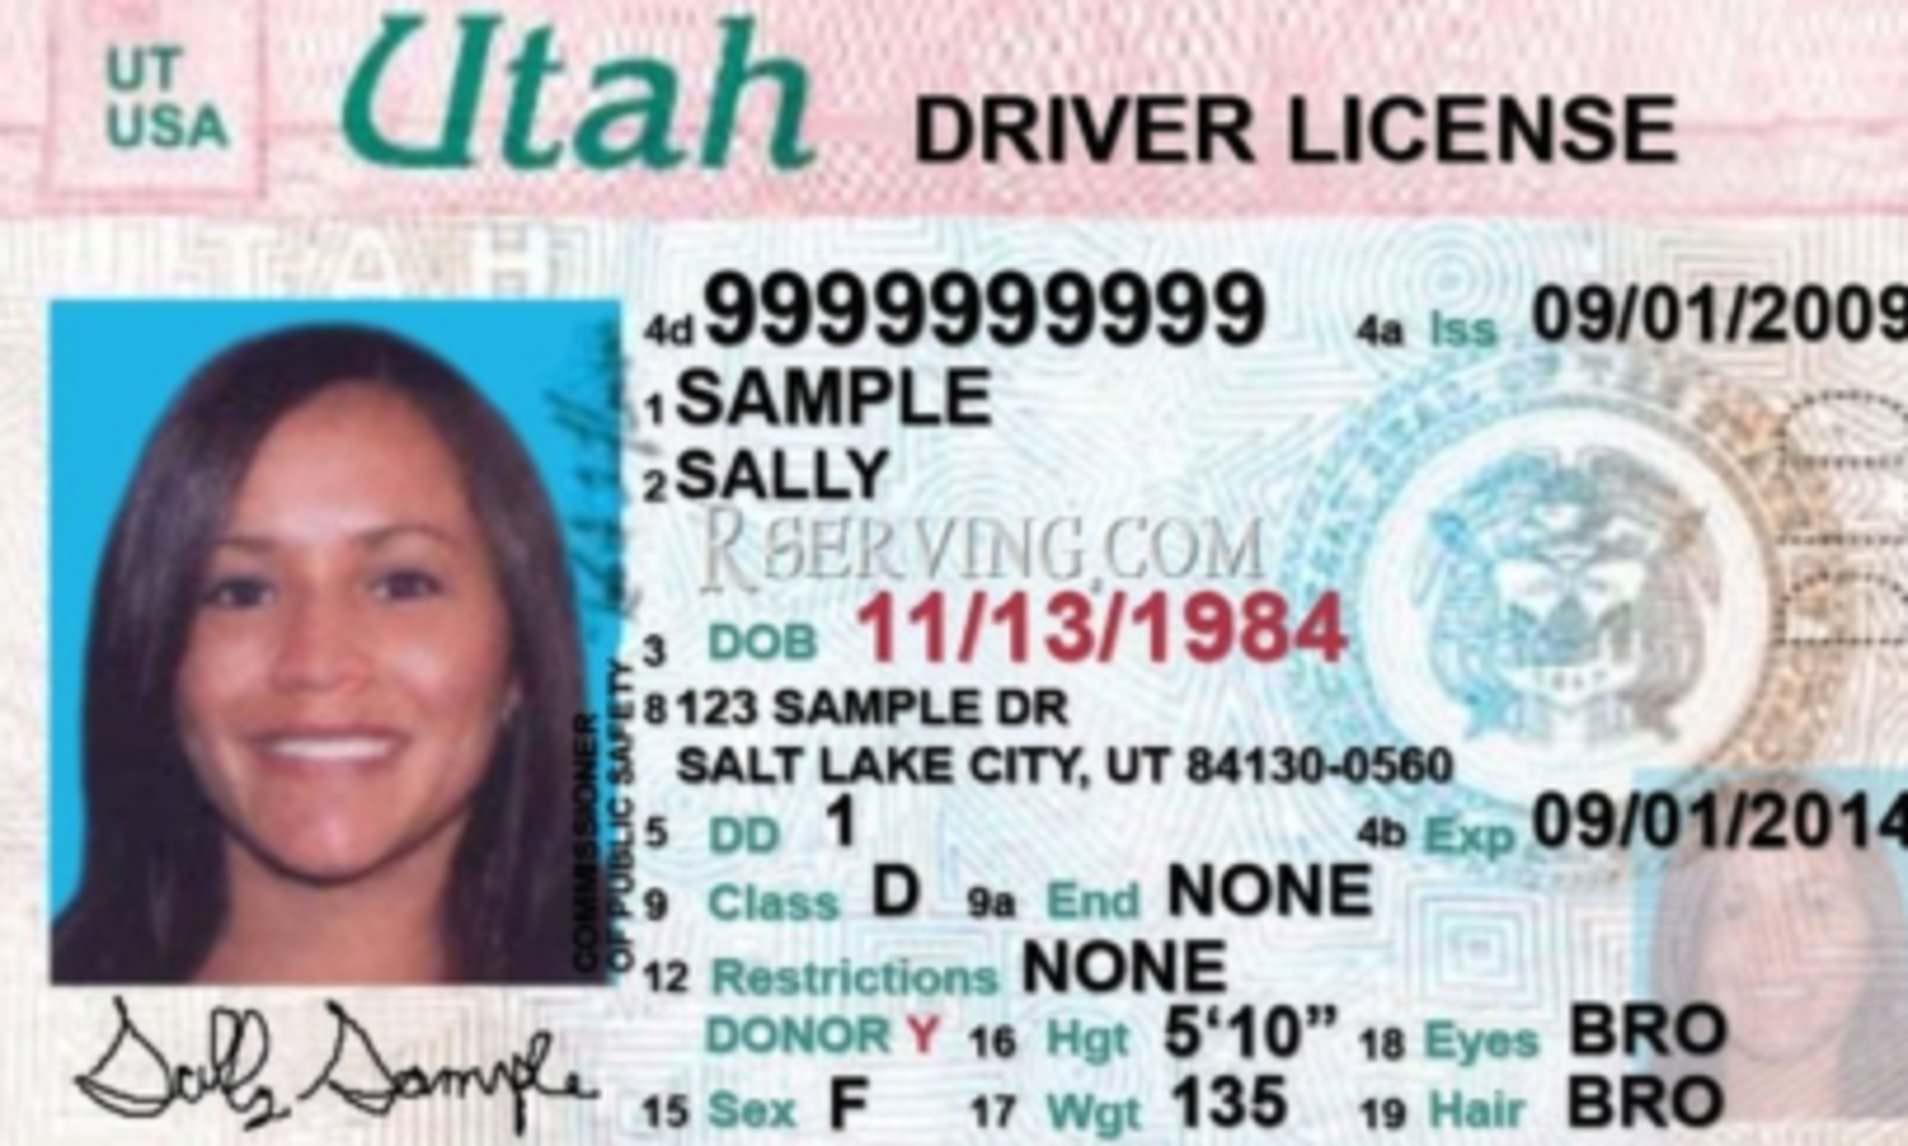 UT
USA
Utah DRIVER LICENSE
UTAH
4d 9999999999 4a Iss 09/01/2009
1 SAMPLE
2 SALLY
RSERVING.COM
3 DOB 11/13/1984
8 123 SAMPLE DR
SALT LAKE CITY, UT 84130-0560
5 DD 1 4b Exp 09/01/2014
9 Class D 9a End NONE
12 Restrictions NONE
DONOR Y 16 Hgt 5‘10” 18 Eyes BRO
15 Sex F 17 Wgt 135 19 Hair BRO
COMMISSIONER
OF PUBLIC SAFETY
Sally Sample